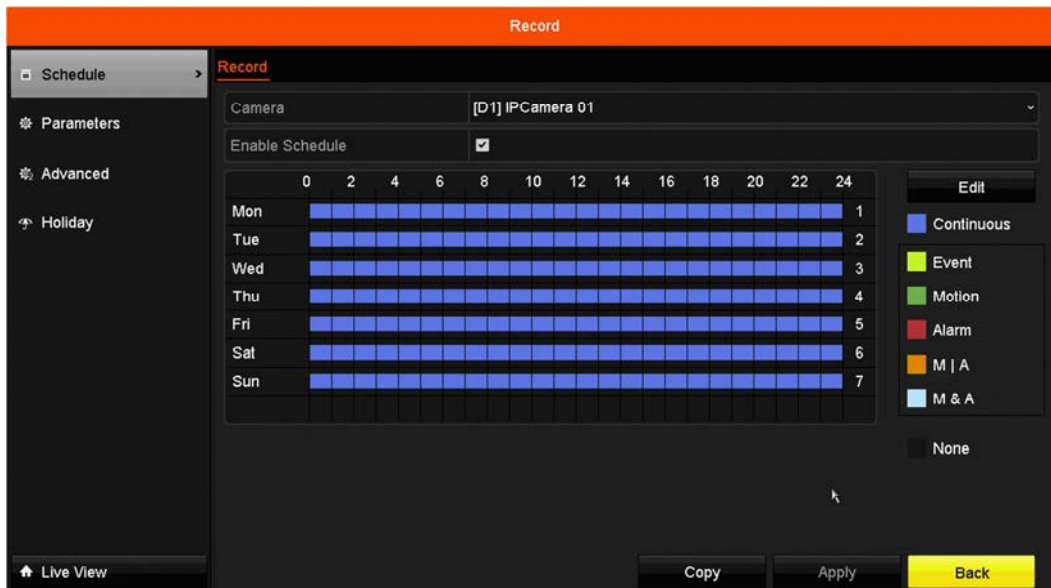 Record
Schedule
Parameters
Advanced
Holiday
Live View
Record
Camera [D1] IPCamera 01
Enable Schedule
0 2 4 6 8 10 12 14 16 18 20 22 24
Mon 1
Tue 2
Wed 3
Thu 4
Fri 5
Sat 6
Sun 7
Edit
Continuous
Event
Motion
Alarm
M | A
M & A
None
Copy Apply Back